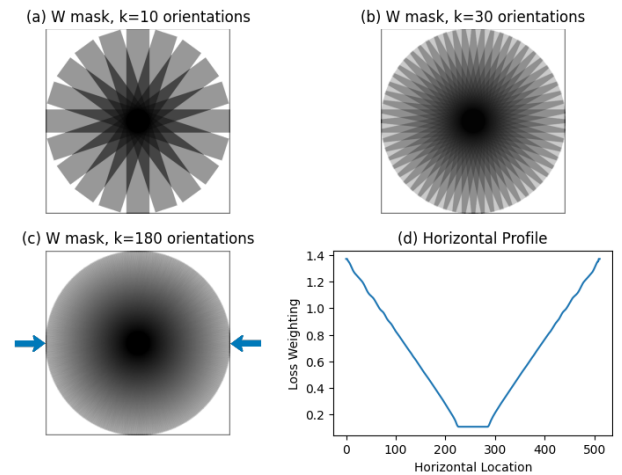 (a) W mask, k=10 orientations
(b) W mask, k=30 orientations
(c) W mask, k=180 orientations
(d) Horizontal Profile
1.4
1.2
1.0
0.8
0.6
0.4
0.2
Loss Weighting
0 100 200 300 400 500
Horizontal Location